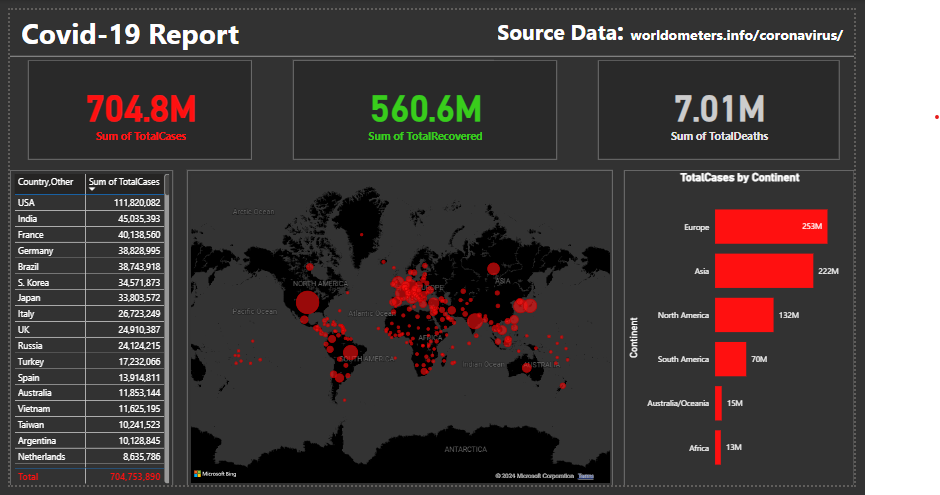 Covid-19 Report
Source Data: worldometers.info/coronavirus/
704.8M
Sum of TotalCases
560.6M
Sum of TotalRecovered
7.01M
Sum of TotalDeaths
Country,Other Sum of TotalCases
USA 111,820,082
India 45,035,393
France 40,138,560
Germany 38,828,995
Brazil 38,743,918
S. Korea 34,571,873
Japan 33,803,572
Italy 26,723,249
UK 24,910,387
Russia 24,124,215
Turkey 17,232,066
Spain 13,914,811
Australia 11,853,144
Vietnam 11,625,195
Taiwan 10,241,523
Argentina 10,128,845
Netherlands 8,635,786
Total 704,753,890
Arctic Ocean
NORTH AMERICA
EUROPE
ASIA
Pacific Ocean
Atlantic Ocean
AFRICA
SOUTH AMERICA
Indian Ocean
AUSTRALIA
ANTARCTICA
Microsoft Bing
© 2024 Microsoft Corporation Terms
TotalCases by Continent
Continent
Europe 253M
Asia 222M
North America 132M
South America 70M
Australia/Oceania 15M
Africa 13M